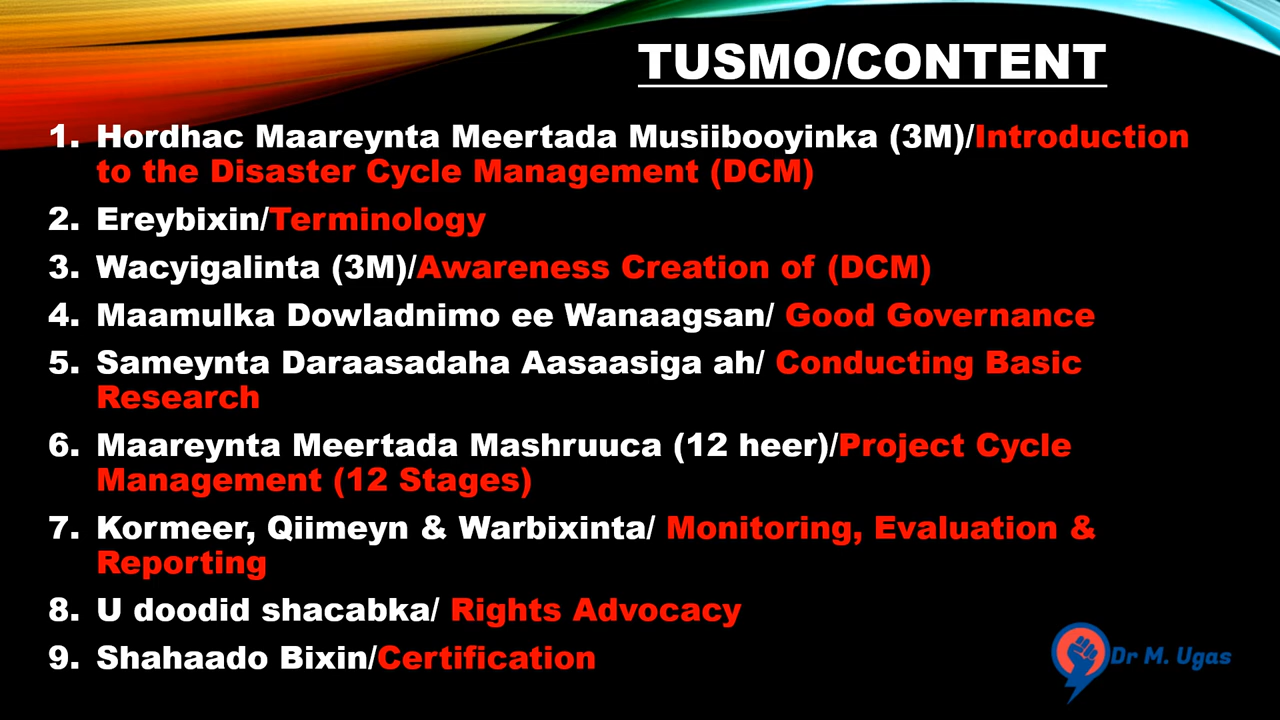 TUSMO/CONTENT
1. Hordhac Maareynta Meertada Musiibooyinka (3M)/Introduction
to the Disaster Cycle Management (DCM)
2. Ereybixin/Terminology
3. Wacyigalinta (3M)/Awareness Creation of (DCM)
4. Maamulka Dowladnimo ee Wanaagsan/ Good Governance
5. Sameynta Daraasadaha Aasaasiga ah/ Conducting Basic
Research
6. Maareynta Meertada Mashruuca (12 heer)/Project Cycle
Management (12 Stages)
7. Kormeer, Qiimeyn & Warbixinta/ Monitoring, Evaluation &
Reporting
8. U doodid shacabka/ Rights Advocacy
9. Shahaado Bixin/Certification
Dr M. Ugas